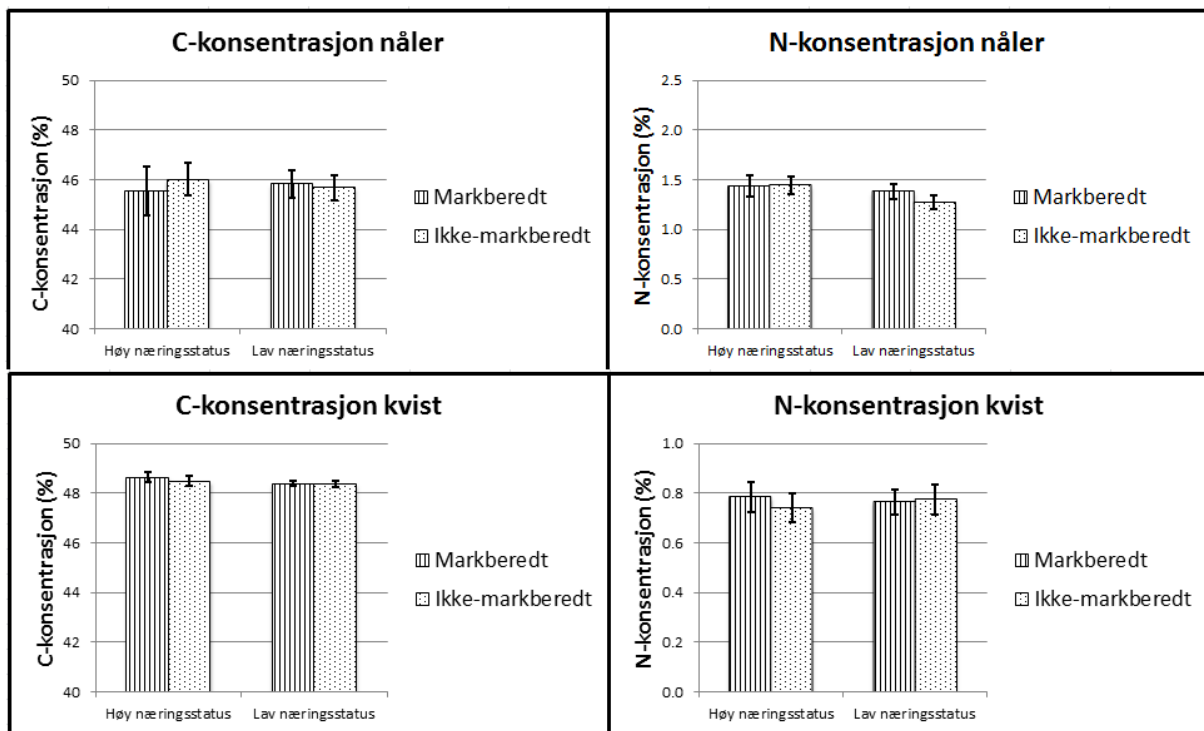 C-konsentrasjon nåler
C-konsentrasjon (%)
50
48
46
44
42
40
Høy næringsstatus
Lav næringsstatus
Markberedt
Ikke-markberedt
N-konsentrasjon nåler
N-konsentrasjon (%)
2.5
2.0
1.5
1.0
0.5
0.0
Høy næringsstatus
Lav næringsstatus
Markberedt
Ikke-markberedt
C-konsentrasjon kvist
C-konsentrasjon (%)
50
48
46
44
42
40
Høy næringsstatus
Lav næringsstatus
Markberedt
Ikke-markberedt
N-konsentrasjon kvist
N-konsentrasjon (%)
1.0
0.8
0.6
0.4
0.2
0.0
Høy næringsstatus
Lav næringsstatus
Markberedt
Ikke-markberedt